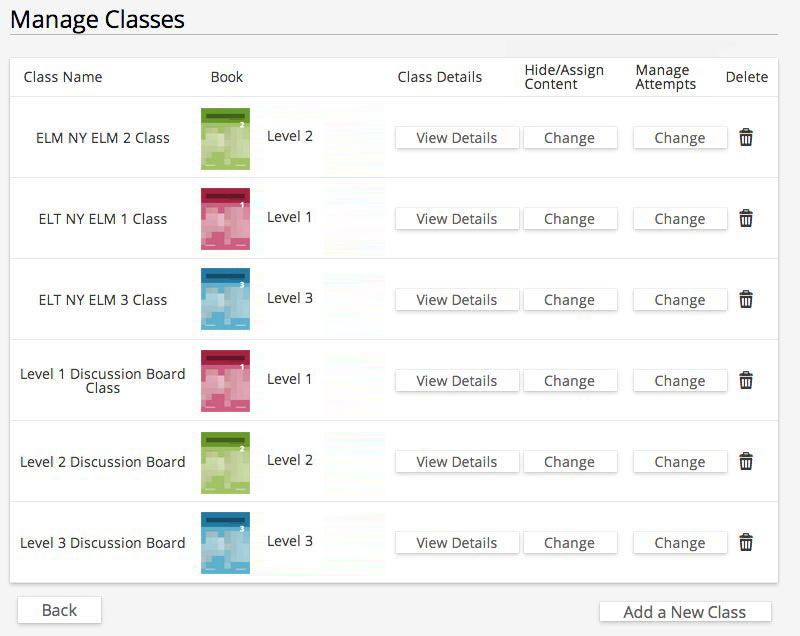 Manage Classes
Class Name Book Class Details Hide/Assign Content Manage Attempts Delete
ELM NY ELM 2 Class 2 Level 2 View Details Change Change
ELT NY ELM 1 Class 1 Level 1 View Details Change Change
ELT NY ELM 3 Class 3 Level 3 View Details Change Change
Level 1 Discussion Board Class 1 Level 1 View Details Change Change
Level 2 Discussion Board 2 Level 2 View Details Change Change
Level 3 Discussion Board 3 Level 3 View Details Change Change
Back Add a New Class